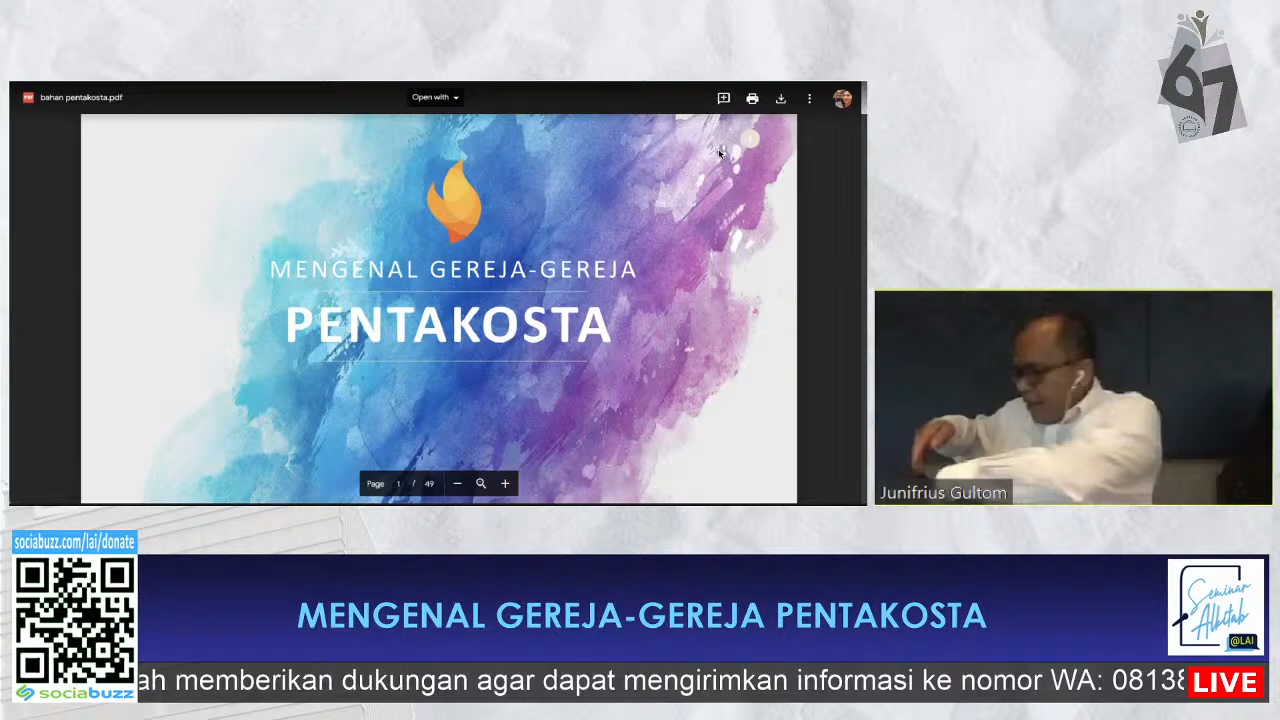 67
bahan pentakosta.pdf
Open with
MENGENAL GEREJA-GEREJA
PENTAKOSTA
Page 1 / 49
Junifrius Gultom
sociabuzz.com/lai/donate
MENGENAL GEREJA-GEREJA PENTAKOSTA
Seminar
Alkitab
@LAI
sociabuzz
ah memberikan dukungan agar dapat mengirimkan informasi ke nomor WA: 08138
LIVE